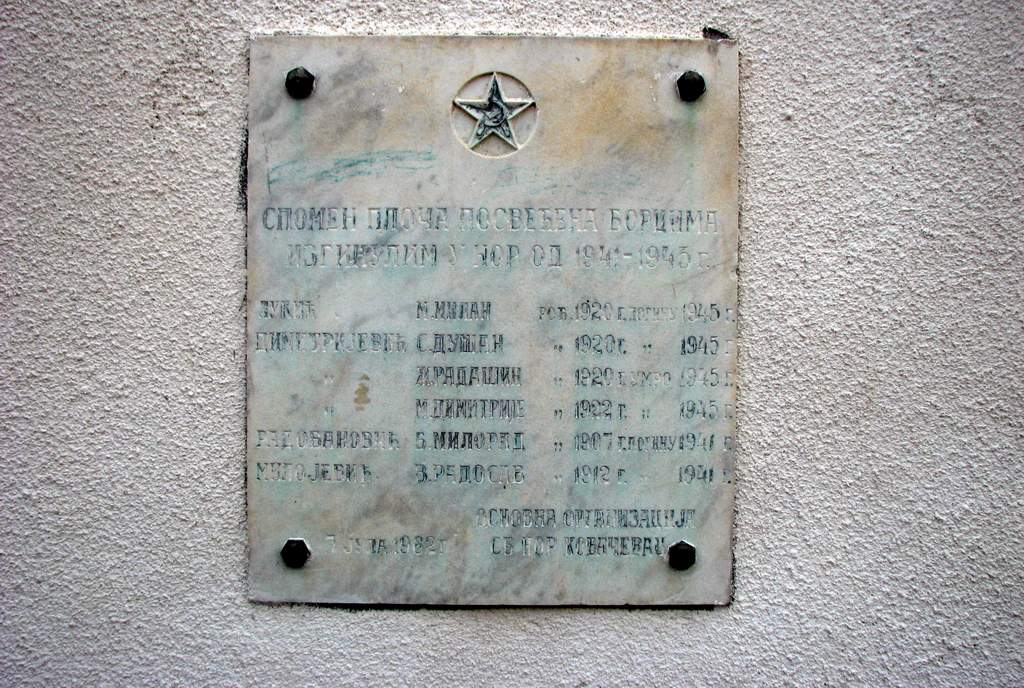 СПОМЕН ПЛОЧА ПОСВЕЋЕНА БОРЦИМА
ИЗГИНУЛИМ У НОР ОД 1941-1945 г.
М. МИЛАН РОЂ. 1920 г. ПОГИНУ 1945 г.
ДИМИТРИЈЕВИЋ С. ДУШАН " 1920 г. " 1945 г.
" РАДАШИН " 1920 г. УМРО 1945 г.
" М. ДИМИТРИЈЕ " 1922 г. " 1945 г.
РАДОВАНОВИЋ Б. МИЛОРАД " 1907 г. ПОГИНУ 1941 г.
МИЛОЈЕВИЋ В. РАДОСАВ " 1912 г. " 1941 г.
ОСНОВНА ОРГАНИЗАЦИЈА
7 ЈУЛА 1982 г. СБ НОР КОВАЧЕВАЦ